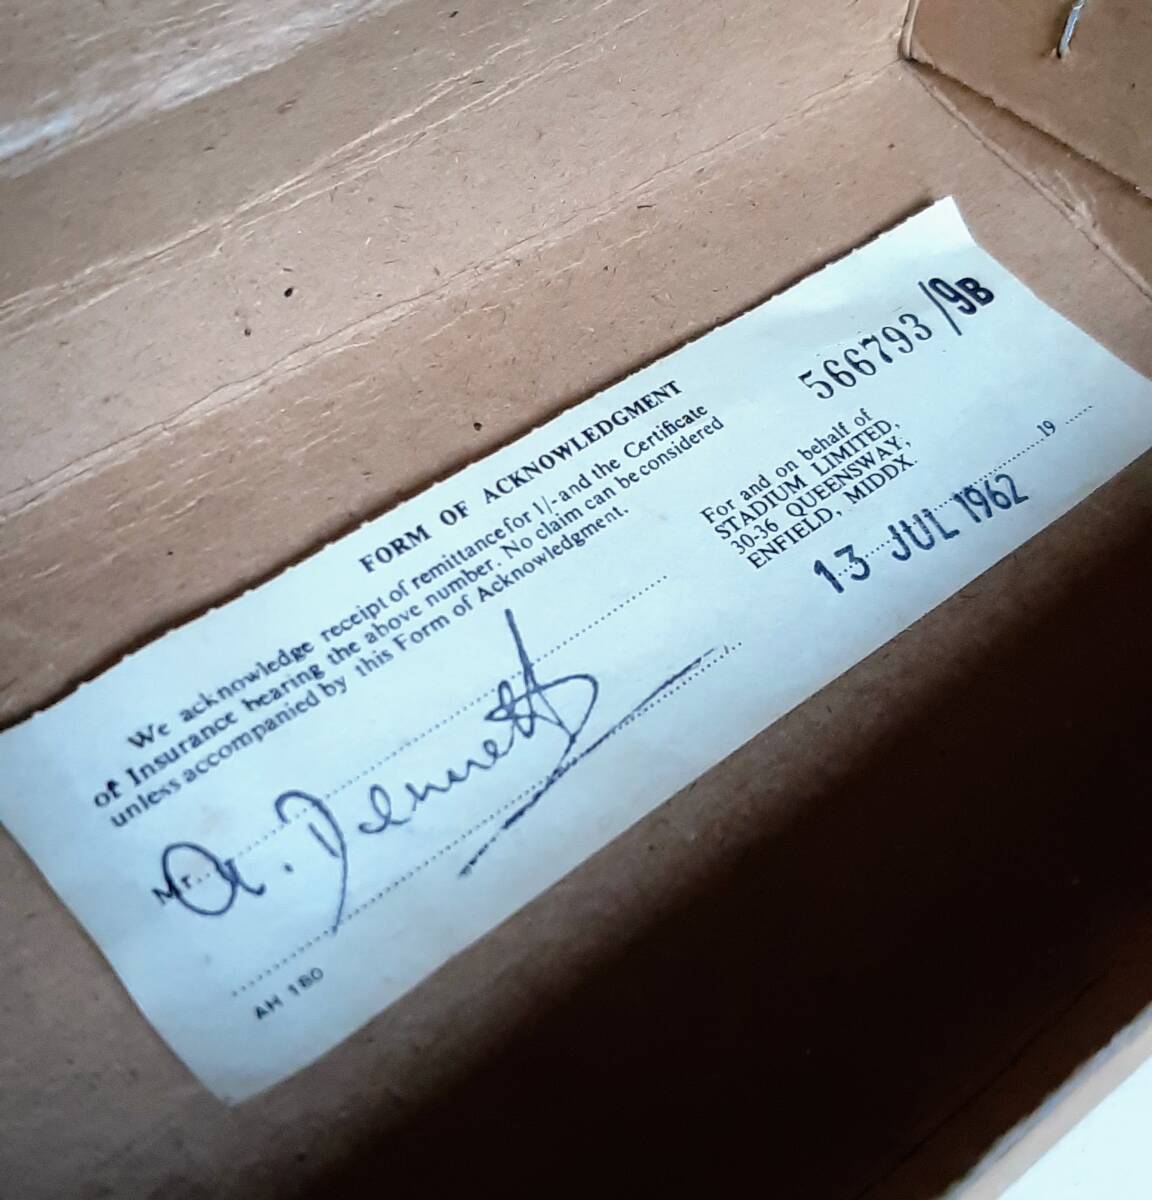 566793/9B
FORM OF ACKNOWLEDGMENT
We acknowledge receipt of remittance for 1/- and the Certificate
of Insurance bearing the above number. No claim can be considered
unless accompanied by this Form of Acknowledgment.
For and on behalf of
STADIUM LIMITED,
30-36 QUEENSWAY,
ENFIELD, MIDDX.
19
13 JUL 1962
Mr. A. Dennett
AH 180